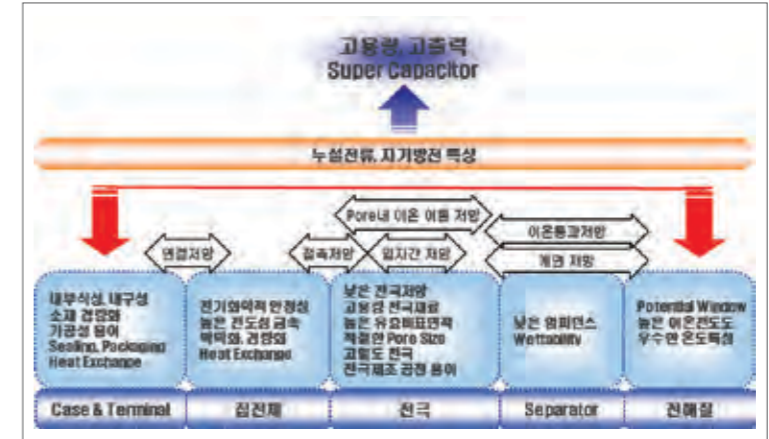 고용량, 고출력
Super Capacitor
누설전류, 자기방전 특성
Pore내 이온 이동 저항
이온통과저항
연결저항
접촉저항
입자간 저항
계면 저항
내부식성, 내구성
소재 경량화
가공성 용이
Sealing, Packaging
Heat Exchange
전기화학적 안정성
높은 전도성 금속
박막화, 경량화
Heat Exchange
낮은 전극저항
고용량 전극재료
높은 유효비표면적
적절한 Pore Size
고밀도 전극
전극제조 공정 용이
낮은 임피던스
Wettability
Potential Window
높은 이온전도도
우수한 온도특성
Case & Terminal
집전체
전극
Separator
전해질